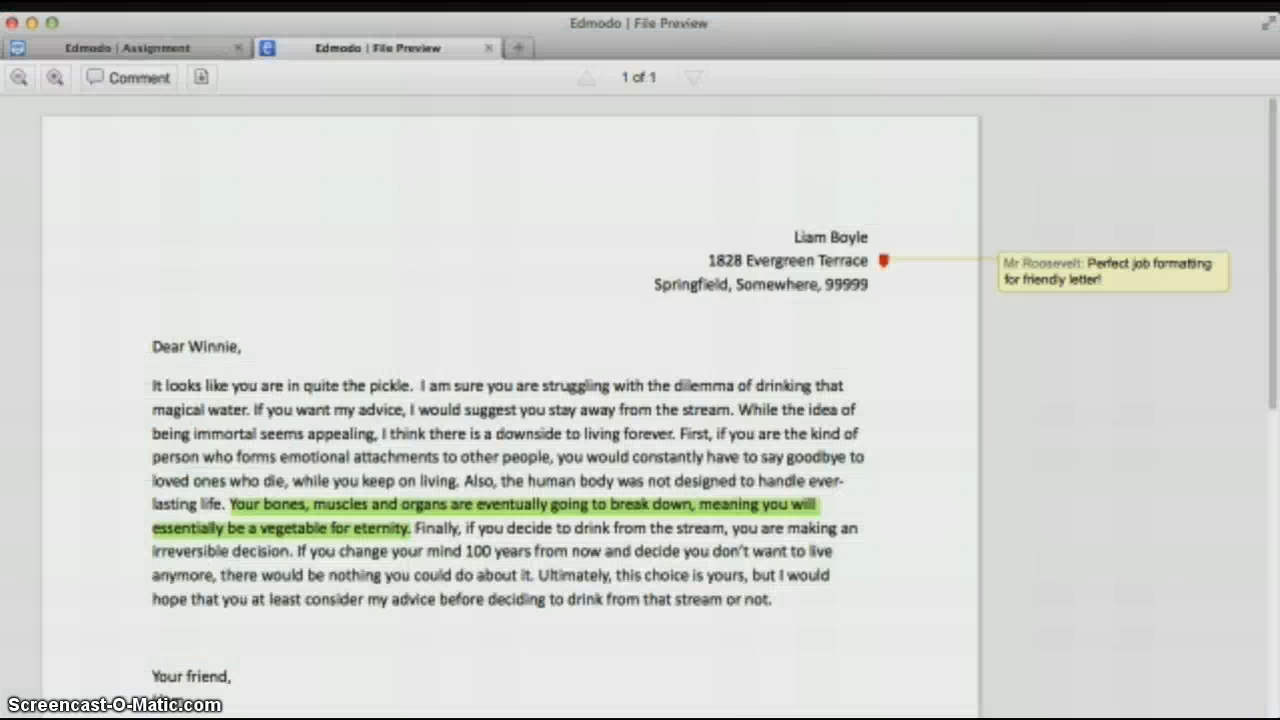 Edmodo | File Preview
Edmodo | Assignment
Edmodo | File Preview
Comment
1 of 1
Liam Boyle
1828 Evergreen Terrace
Springfield, Somewhere, 99999
Mr Roosevelt: Perfect job formatting
for friendly letter!
Dear Winnie,
It looks like you are in quite the pickle.  I am sure you are struggling with the dilemma of drinking that
magical water. If you want my advice, I would suggest you stay away from the stream. While the idea of
being immortal seems appealing, I think there is a downside to living forever. First, if you are the kind of
person who forms emotional attachments to other people, you would constantly have to say goodbye to
loved ones who die, while you keep on living. Also, the human body was not designed to handle ever-
lasting life. Your bones, muscles and organs are eventually going to break down, meaning you will
essentially be a vegetable for eternity. Finally, if you decide to drink from the stream, you are making an
irreversible decision. If you change your mind 100 years from now and decide you don't want to live
anymore, there would be nothing you could do about it. Ultimately, this choice is yours, but I would
hope that you at least consider my advice before deciding to drink from that stream or not.
Your friend,
Screencast-O-Matic.com